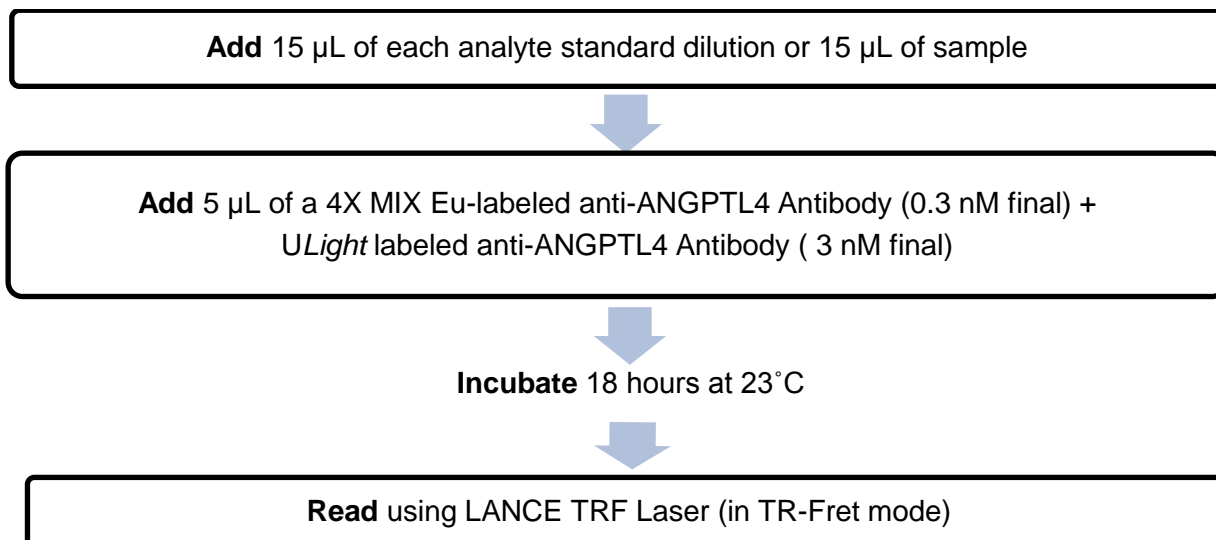 Add 15 µL of each analyte standard dilution or 15 µL of sample
Add 5 µL of a 4X MIX Eu-labeled anti-ANGPTL4 Antibody (0.3 nM final) +
ULight labeled anti-ANGPTL4 Antibody ( 3 nM final)
Incubate 18 hours at 23˚C
Read using LANCE TRF Laser (in TR-Fret mode)